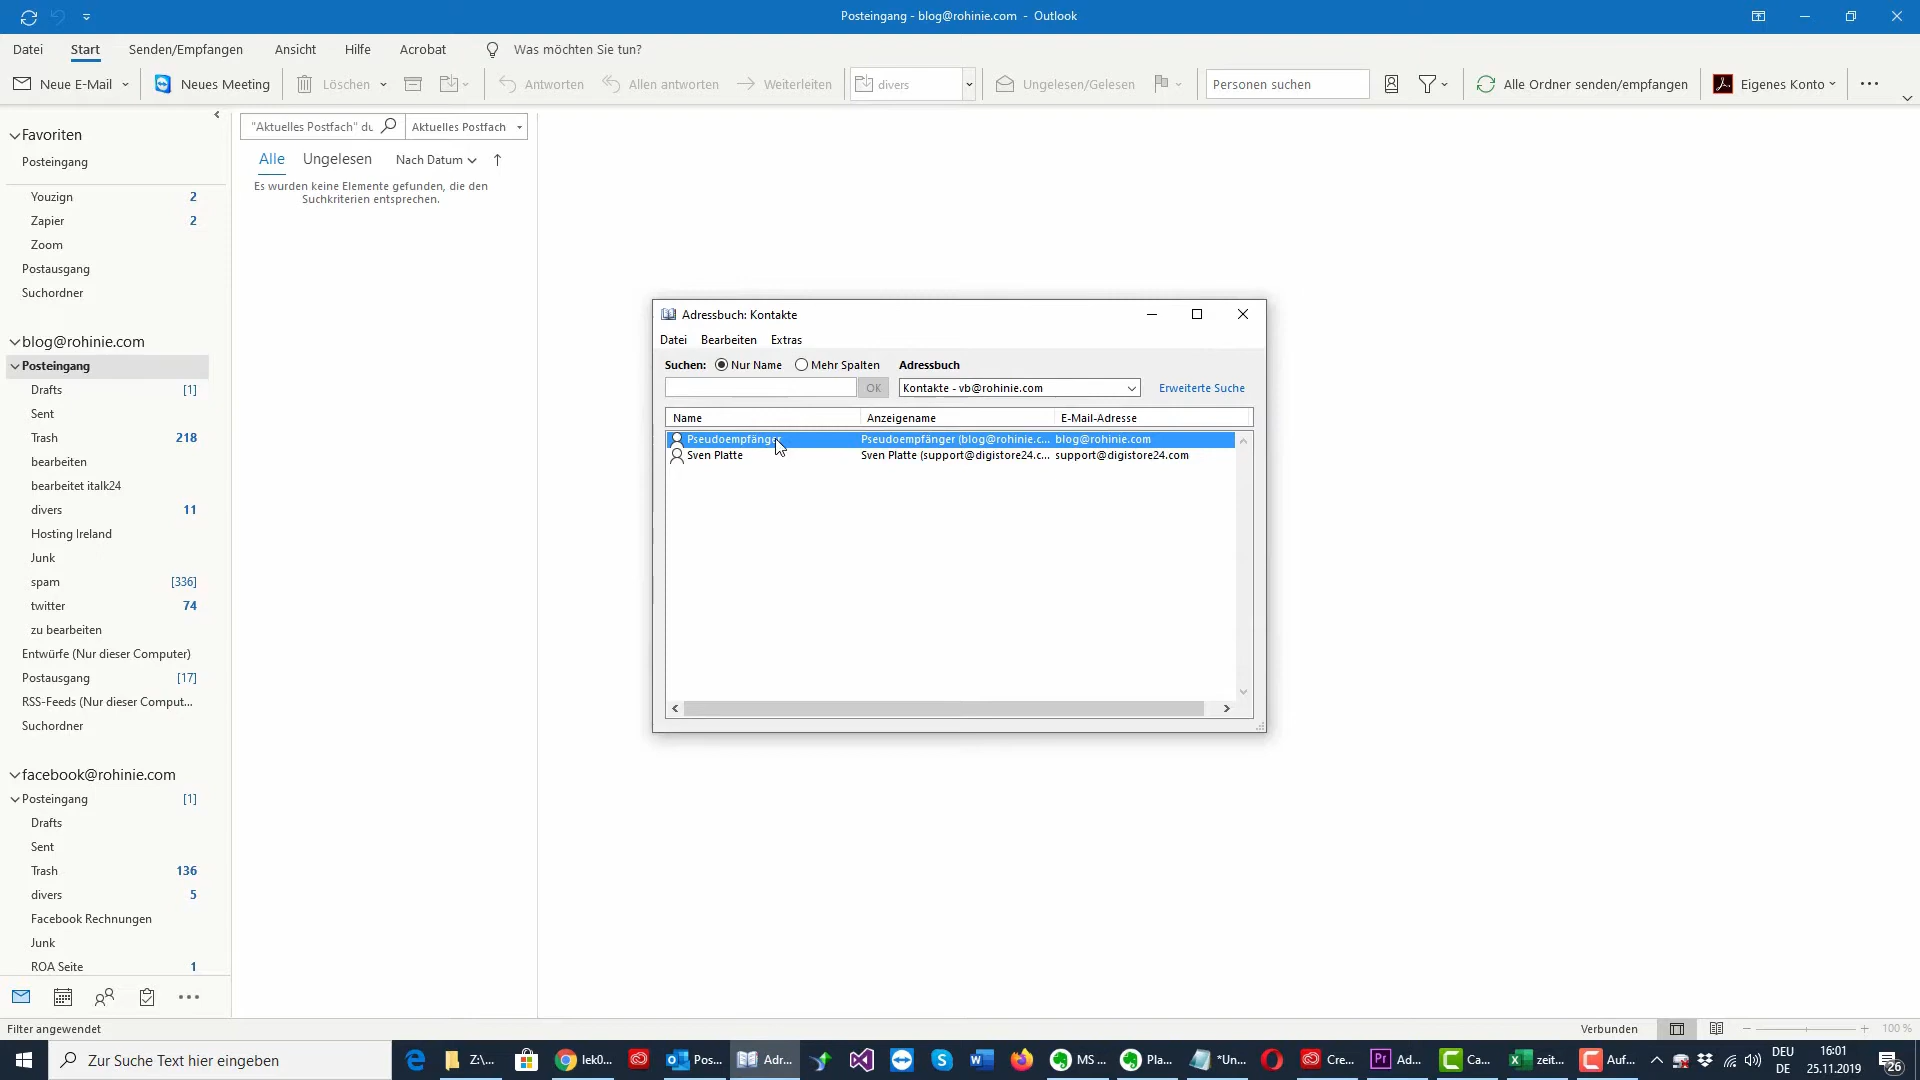 Posteingang - blog@rohinie.com - Outlook
Datei Start Senden/Empfangen Ansicht Hilfe Acrobat Was möchten Sie tun?
Neue E-Mail Neues Meeting Löschen Antworten Allen antworten Weiterleiten divers Ungelesen/Gelesen Personen suchen Alle Ordner senden/empfangen Eigenes Konto
Favoriten
Posteingang
Youzign 2
Zapier 2
Zoom
Postausgang
Suchordner
blog@rohinie.com
Posteingang
Drafts [1]
Sent
Trash 218
bearbeiten
bearbeitet italk24
divers 11
Hosting Ireland
Junk
spam [336]
twitter 74
zu bearbeiten
Entwürfe (Nur dieser Computer)
Postausgang [17]
RSS-Feeds (Nur dieser Comput...
Suchordner
facebook@rohinie.com
Posteingang [1]
Drafts
Sent
Trash 136
divers 5
Facebook Rechnungen
Junk
ROA Seite 1
"Aktuelles Postfach" du Aktuelles Postfach
Alle Ungelesen Nach Datum
Es wurden keine Elemente gefunden, die den
Suchkriterien entsprechen.
Adressbuch: Kontakte
Datei Bearbeiten Extras
Suchen: Nur Name Mehr Spalten Adressbuch
OK Kontakte - vb@rohinie.com Erweiterte Suche
Name Anzeigename E-Mail-Adresse
Pseudoempfänger Pseudoempfänger (blog@rohinie.c... blog@rohinie.com
Sven Platte Sven Platte (support@digistore24.c... support@digistore24.com
Filter angewendet Verbunden 100 %
Zur Suche Text hier eingeben Z:\... lek0... Pos... Adr... MS ... Pla... *Un... Cre... Ad... Ca... zeit... Auf... DEU 16:01
DE 25.11.2019 26